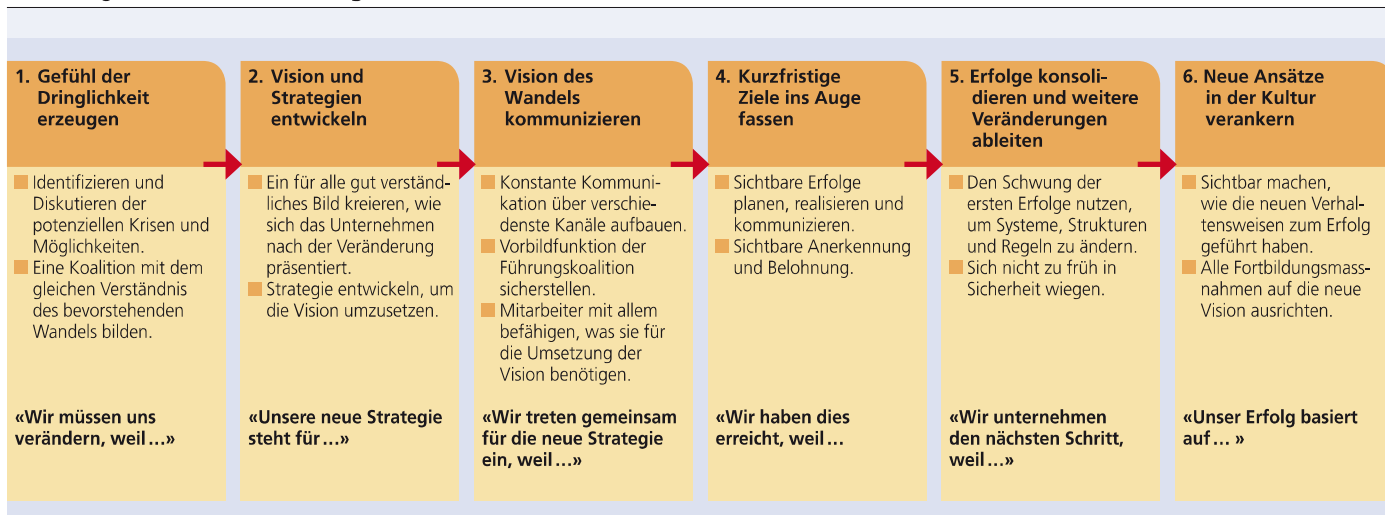 1. Gefühl der
Dringlichkeit
erzeugen
2. Vision und
Strategien
entwickeln
3. Vision des
Wandels
kommunizieren
4. Kurzfristige
Ziele ins Auge
fassen
5. Erfolge konsoli-
dieren und weitere
Veränderungen
ableiten
6. Neue Ansätze
in der Kultur
verankern
Identifizieren und
Diskutieren der
potenziellen Krisen und
Möglichkeiten.
Eine Koalition mit dem
gleichen Verständnis
des bevorstehenden
Wandels bilden.
Ein für alle gut verständ-
liches Bild kreieren, wie
sich das Unternehmen
nach der Veränderung
präsentiert.
Strategie entwickeln, um
die Vision umzusetzen.
Konstante Kommuni-
kation über verschie-
denste Kanäle aufbauen.
Vorbildfunktion der
Führungskoalition
sicherstellen.
Mitarbeiter mit allem
befähigen, was sie für
die Umsetzung der
Vision benötigen.
Sichtbare Erfolge
planen, realisieren und
kommunizieren.
Sichtbare Anerkennung
und Belohnung.
Den Schwung der
ersten Erfolge nutzen,
um Systeme, Strukturen
und Regeln zu ändern.
Sich nicht zu früh in
Sicherheit wiegen.
Sichtbar machen,
wie die neuen Verhal-
tensweisen zum Erfolg
geführt haben.
Alle Fortbildungsmass-
nahmen auf die neue
Vision ausrichten.
«Wir müssen uns
verändern, weil ...»
«Unsere neue Strategie
steht für ...»
«Wir treten gemeinsam
für die neue Strategie
ein, weil ...»
«Wir haben dies
erreicht, weil ...
«Wir unternehmen
den nächsten Schritt,
weil ...»
«Unser Erfolg basiert
auf ... »